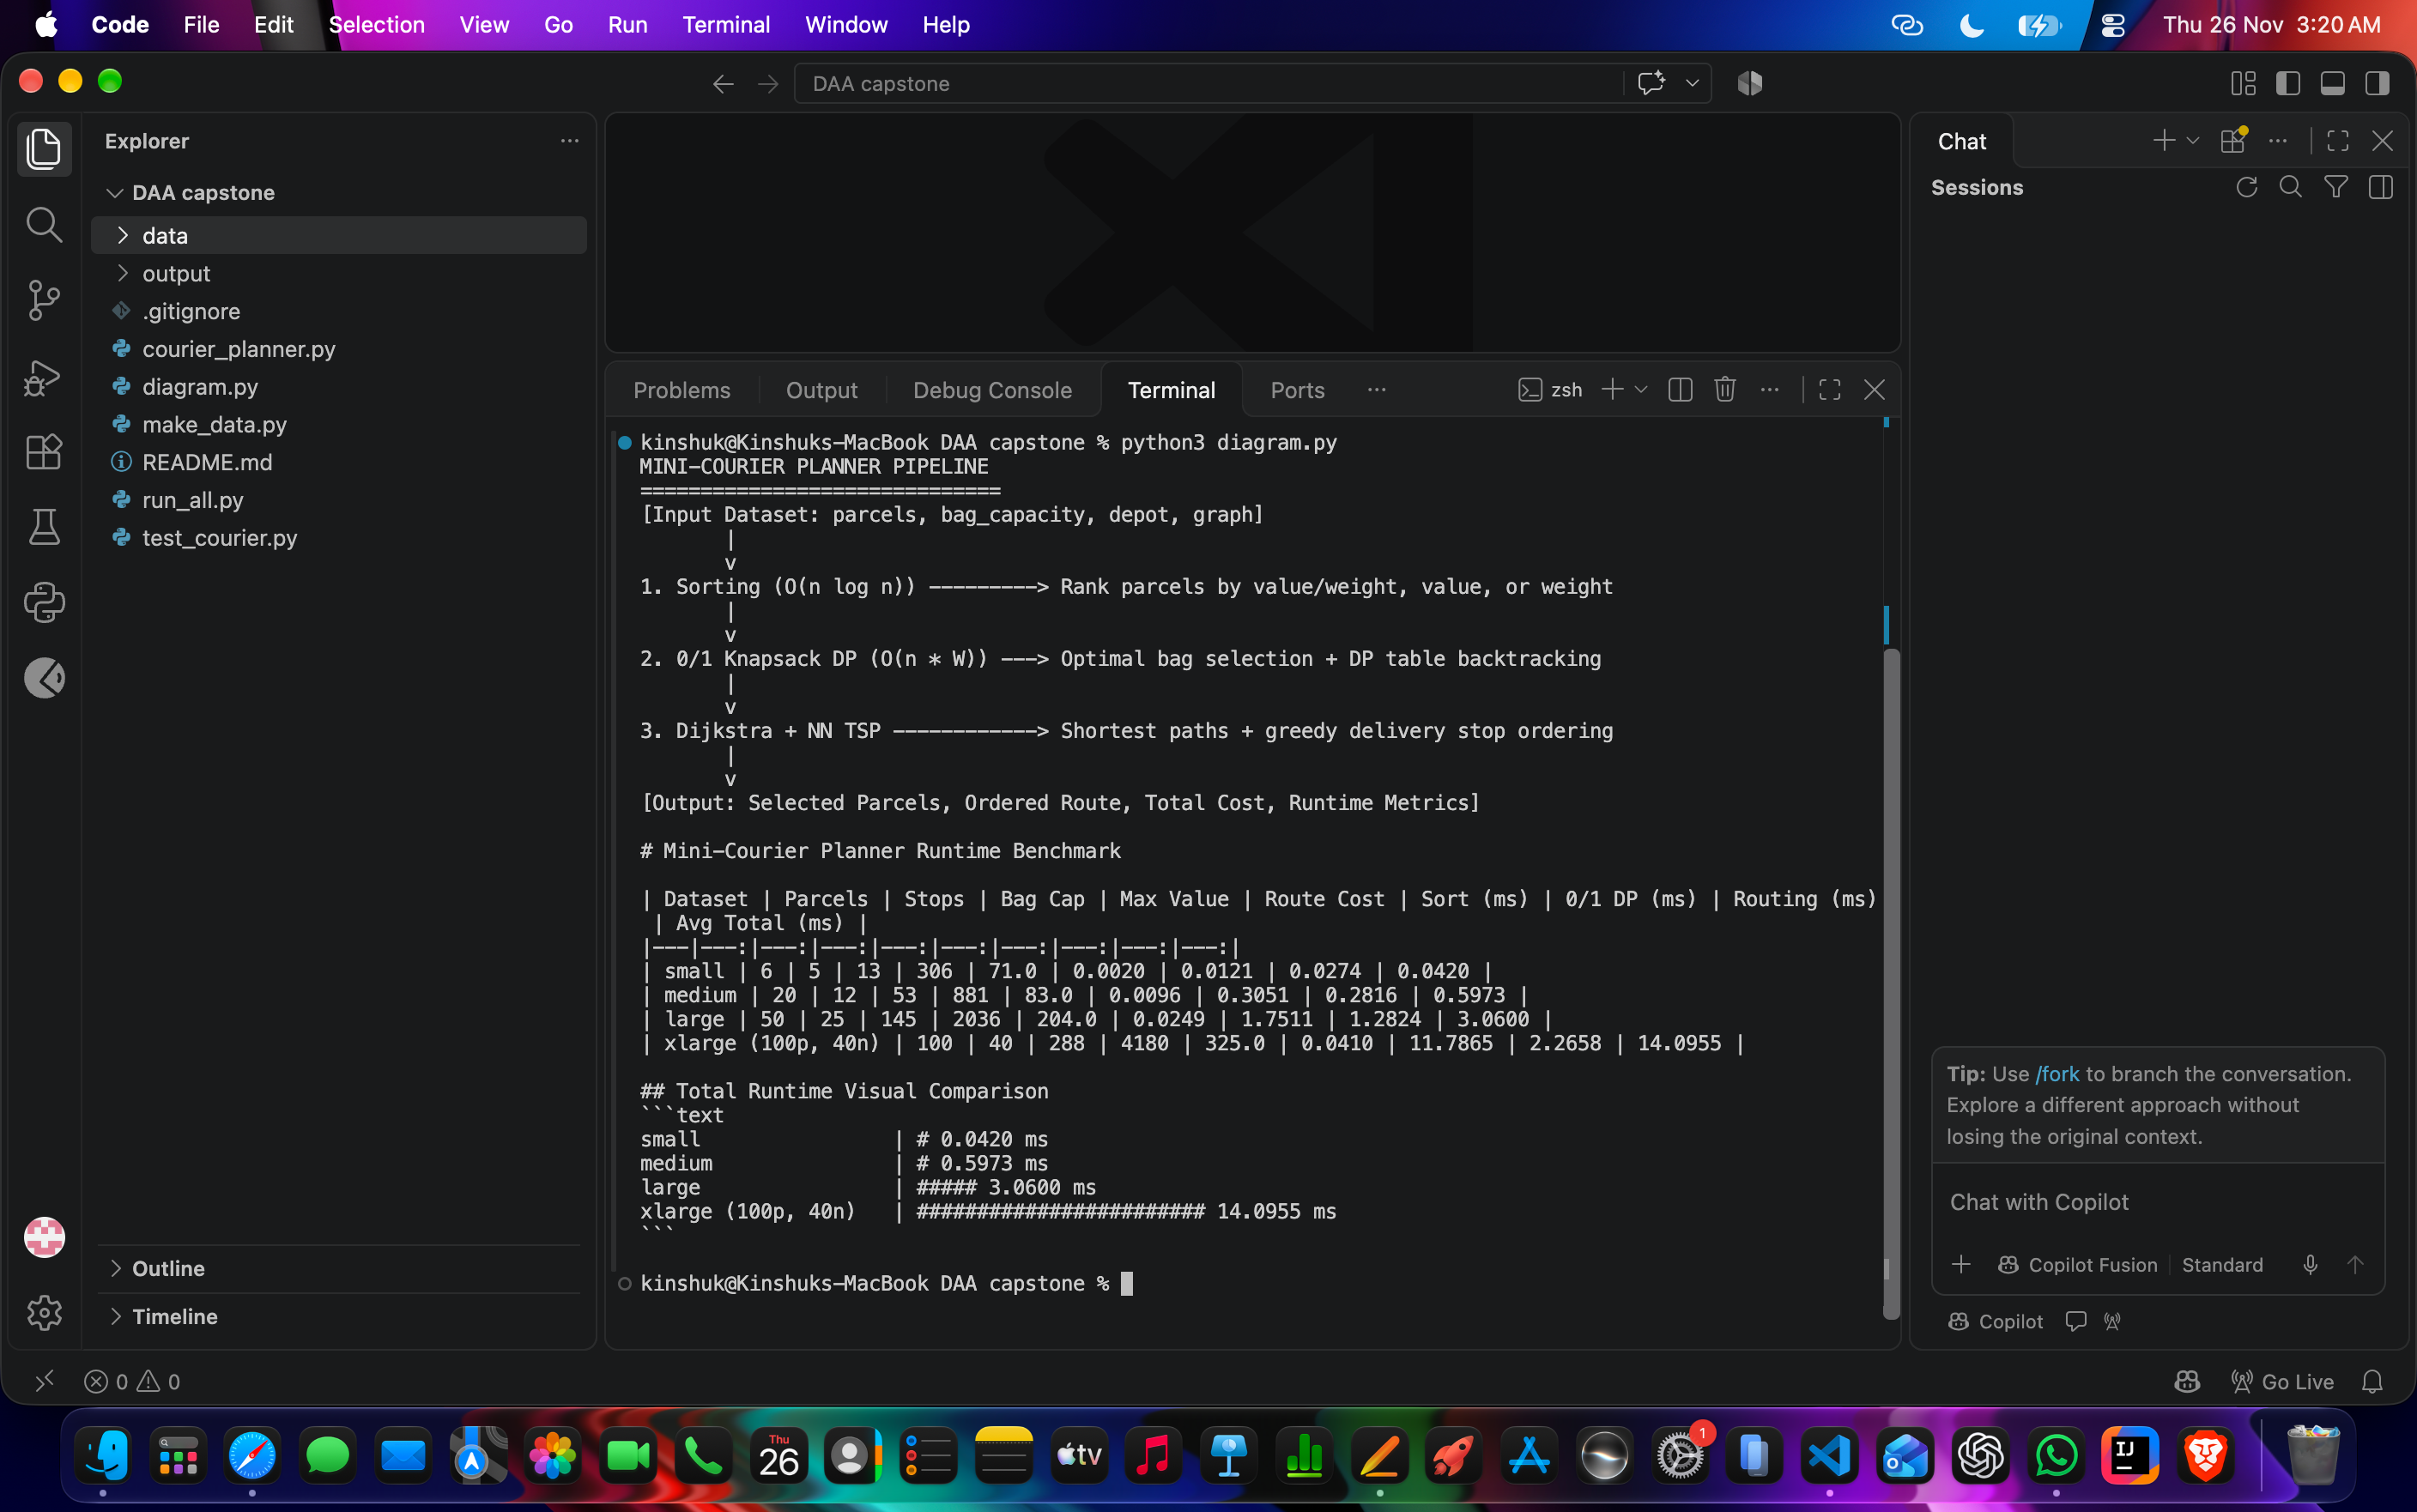 Code File Edit Selection View Go Run Terminal Window Help Thu 26 Nov 3:20 AM
DAA capstone
Explorer
DAA capstone
data
output
.gitignore
courier_planner.py
diagram.py
make_data.py
README.md
run_all.py
test_courier.py
Outline
Timeline
Problems Output Debug Console Terminal Ports zsh
kinshuk@Kinshuks-MacBook DAA capstone % python3 diagram.py
MINI-COURIER PLANNER PIPELINE
==============================
[Input Dataset: parcels, bag_capacity, depot, graph]
|
v
1. Sorting (O(n log n)) ---------> Rank parcels by value/weight, value, or weight
|
v
2. 0/1 Knapsack DP (O(n * W)) ---> Optimal bag selection + DP table backtracking
|
v
3. Dijkstra + NN TSP ------------> Shortest paths + greedy delivery stop ordering
|
v
[Output: Selected Parcels, Ordered Route, Total Cost, Runtime Metrics]
# Mini-Courier Planner Runtime Benchmark
| Dataset | Parcels | Stops | Bag Cap | Max Value | Route Cost | Sort (ms) | 0/1 DP (ms) | Routing (ms)
| Avg Total (ms) |
|---|---:|---:|---:|---:|---:|---:|---:|---:|---:|
| small | 6 | 5 | 13 | 306 | 71.0 | 0.0020 | 0.0121 | 0.0274 | 0.0420 |
| medium | 20 | 12 | 53 | 881 | 83.0 | 0.0096 | 0.3051 | 0.2816 | 0.5973 |
| large | 50 | 25 | 145 | 2036 | 204.0 | 0.0249 | 1.7511 | 1.2824 | 3.0600 |
| xlarge (100p, 40n) | 100 | 40 | 288 | 4180 | 325.0 | 0.0410 | 11.7865 | 2.2658 | 14.0955 |
## Total Runtime Visual Comparison
```text
small | # 0.0420 ms
medium | # 0.5973 ms
large | ##### 3.0600 ms
xlarge (100p, 40n) | ######################## 14.0955 ms
```
kinshuk@Kinshuks-MacBook DAA capstone %
Chat
Sessions
Tip: Use /fork to branch the conversation.
Explore a different approach without
losing the original context.
Chat with Copilot
Copilot Fusion Standard
Copilot
0 0 Go Live
Thu
26
tv
1
IJ